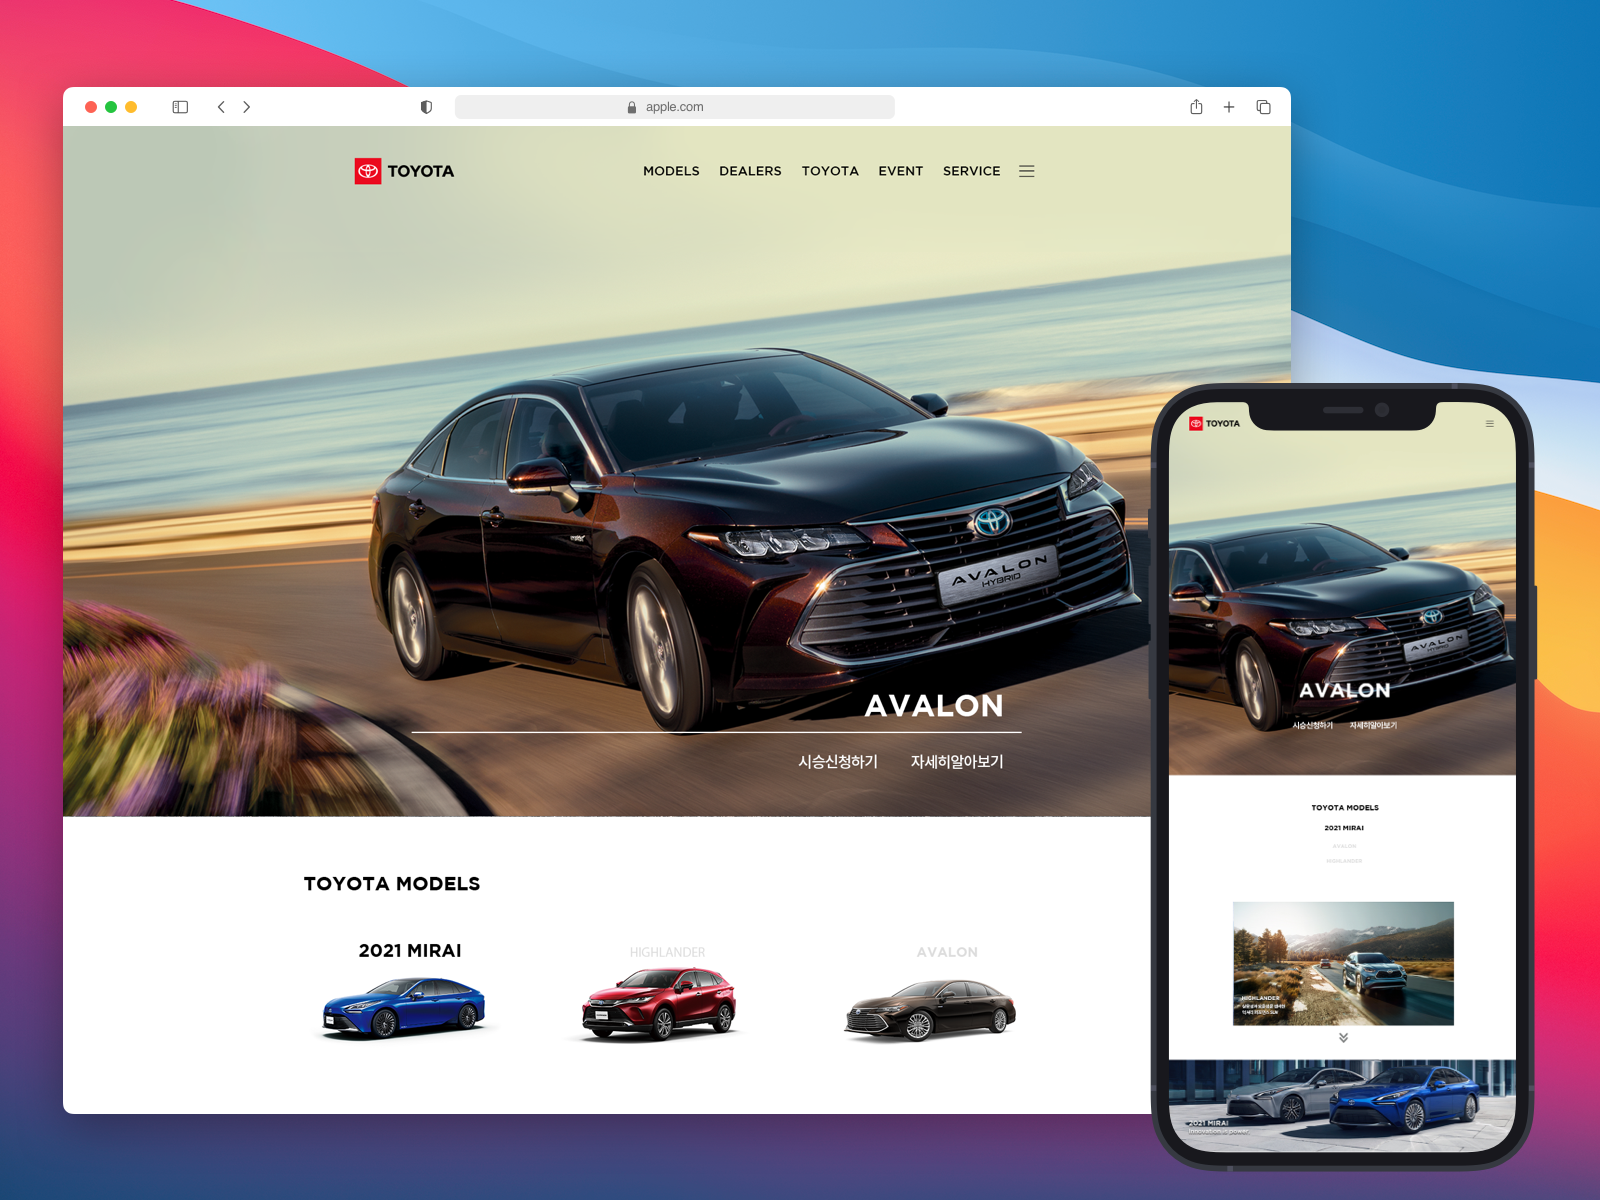 apple.com
TOYOTA
MODELS DEALERS TOYOTA EVENT SERVICE
AVALON
HYBRID
AVALON
시승신청하기 자세히알아보기
TOYOTA MODELS
2021 MIRAI HIGHLANDER AVALON
TOYOTA
AVALON
HYBRID
AVALON
시승신청하기 자세히알아보기
TOYOTA MODELS
2021 MIRAI
AVALON
HIGHLANDER
HIGHLANDER
2021 MIRAI